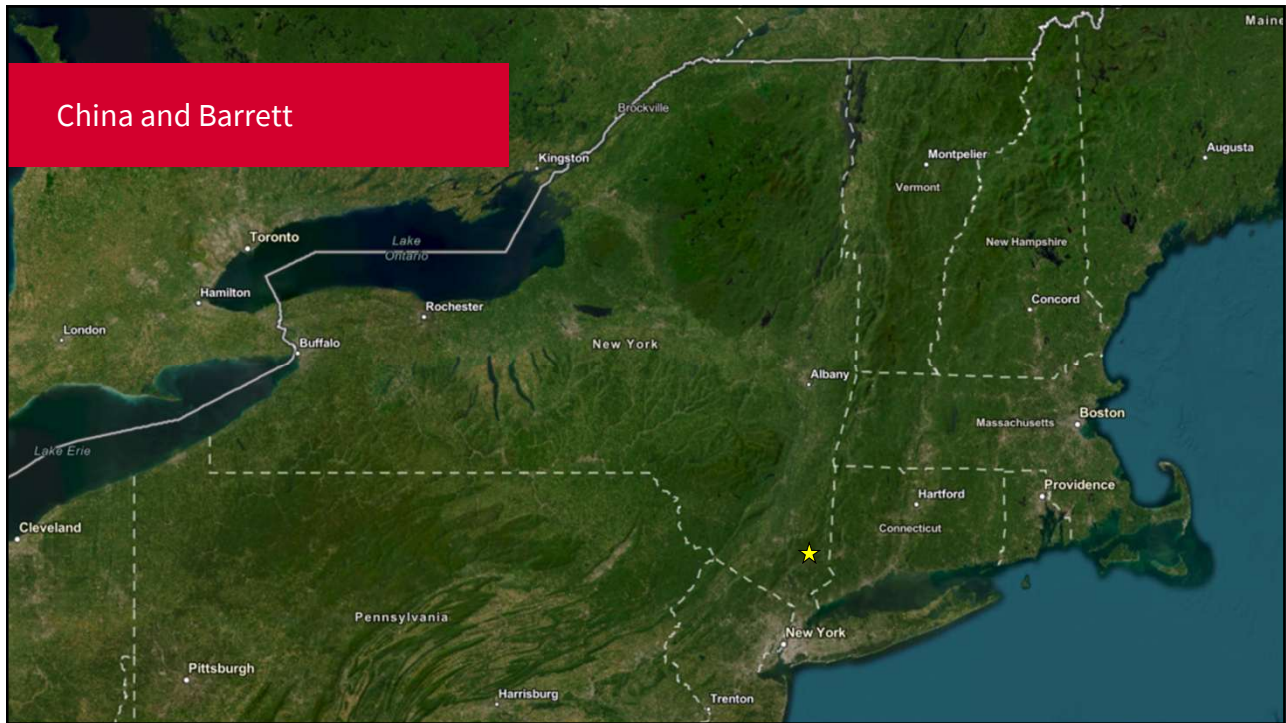 China and Barrett
Maine
Brockville
Kingston
Montpelier
Vermont
Augusta
Toronto
Lake
Ontario
New Hampshire
Hamilton
Rochester
Concord
London
Buffalo
New York
Albany
Massachusetts
Boston
Lake Erie
Hartford
Providence
Cleveland
Connecticut
Pennsylvania
New York
Pittsburgh
Harrisburg
Trenton